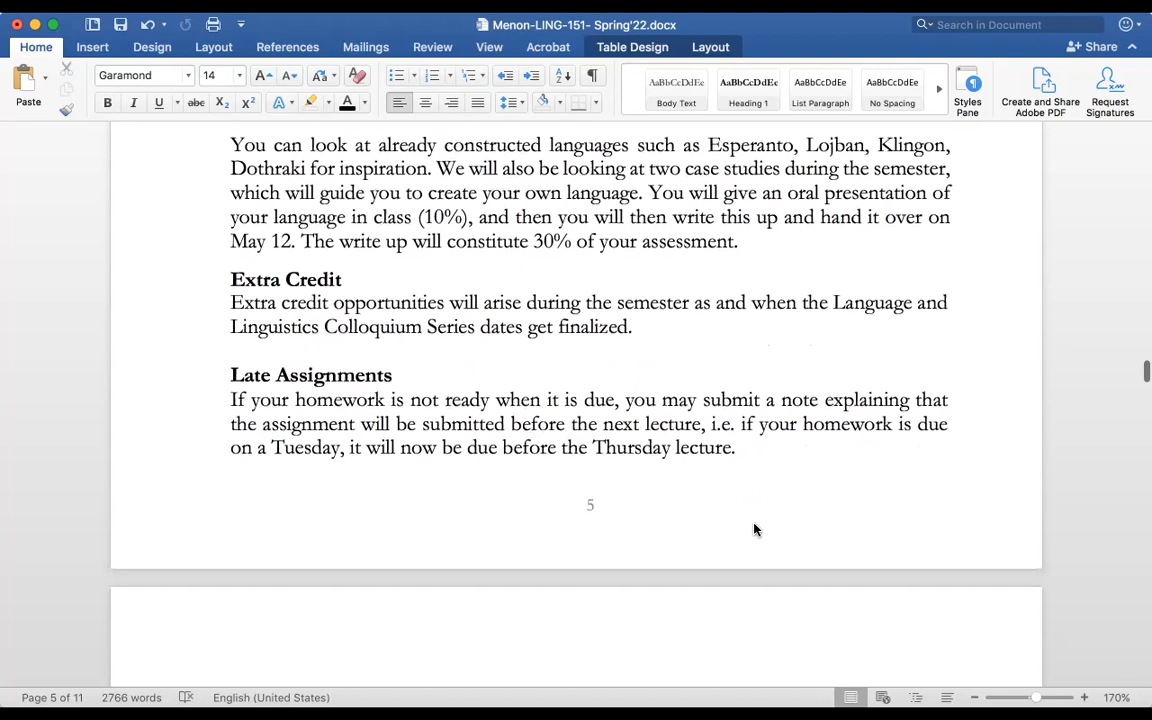 Menon-LING-151- Spring'22.docx
Search in Document
Home Insert Design Layout References Mailings Review View Acrobat Table Design Layout
Share
Paste
Garamond 14
AaBbCcDdEe AaBbCcDdEe AaBbCcDdEe AaBbCcDdEe
Body Text Heading 1 List Paragraph No Spacing
Styles Pane
Create and Share Adobe PDF
Request Signatures
You can look at already constructed languages such as Esperanto, Lojban, Klingon,
Dothraki for inspiration. We will also be looking at two case studies during the semester,
which will guide you to create your own language. You will give an oral presentation of
your language in class (10%), and then you will then write this up and hand it over on
May 12. The write up will constitute 30% of your assessment.
Extra Credit
Extra credit opportunities will arise during the semester as and when the Language and
Linguistics Colloquium Series dates get finalized.
Late Assignments
If your homework is not ready when it is due, you may submit a note explaining that
the assignment will be submitted before the next lecture, i.e. if your homework is due
on a Tuesday, it will now be due before the Thursday lecture.
5
Page 5 of 11 2766 words English (United States) 170%